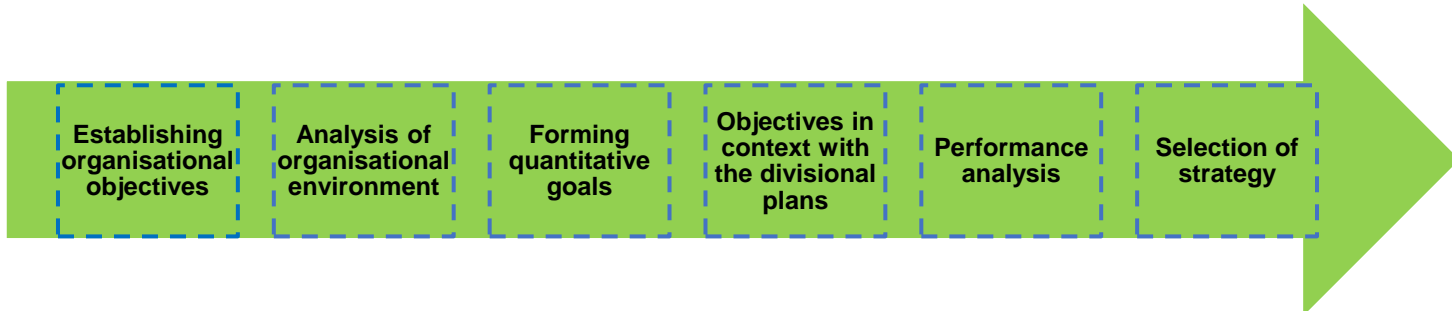 Establishing
organisational
objectives
Analysis of
organisational
environment
Forming
quantitative
goals
Objectives in
context with
the divisional
plans
Performance
analysis
Selection of
strategy